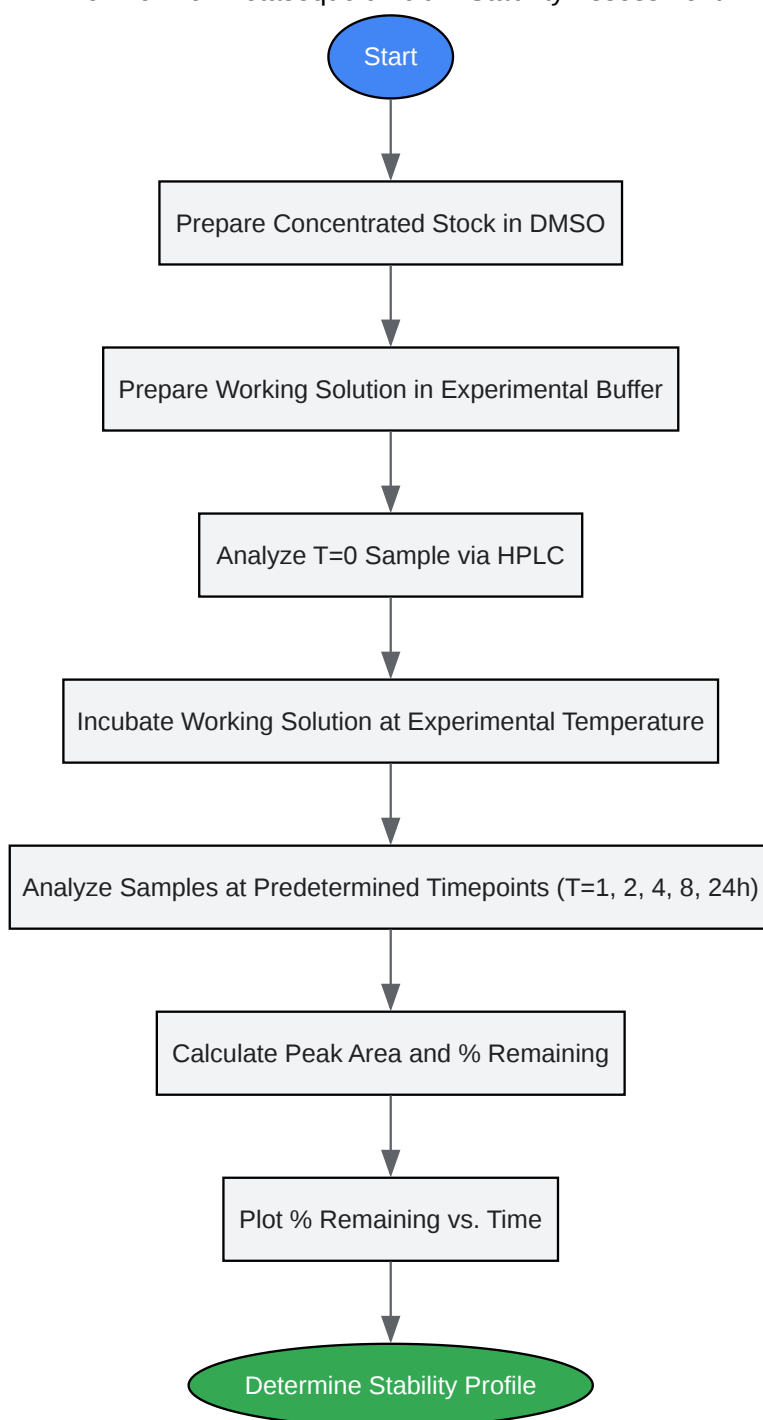 Stability Assessment
Start
Prepare Concentrated Stock in DMSO
Prepare Working Solution in Experimental Buffer
Analyze T=0 Sample via HPLC
Incubate Working Solution at Experimental Temperature
Analyze Samples at Predetermined Timepoints (T=1, 2, 4, 8, 24h)
Calculate Peak Area and % Remaining
Plot % Remaining vs. Time
Determine Stability Profile